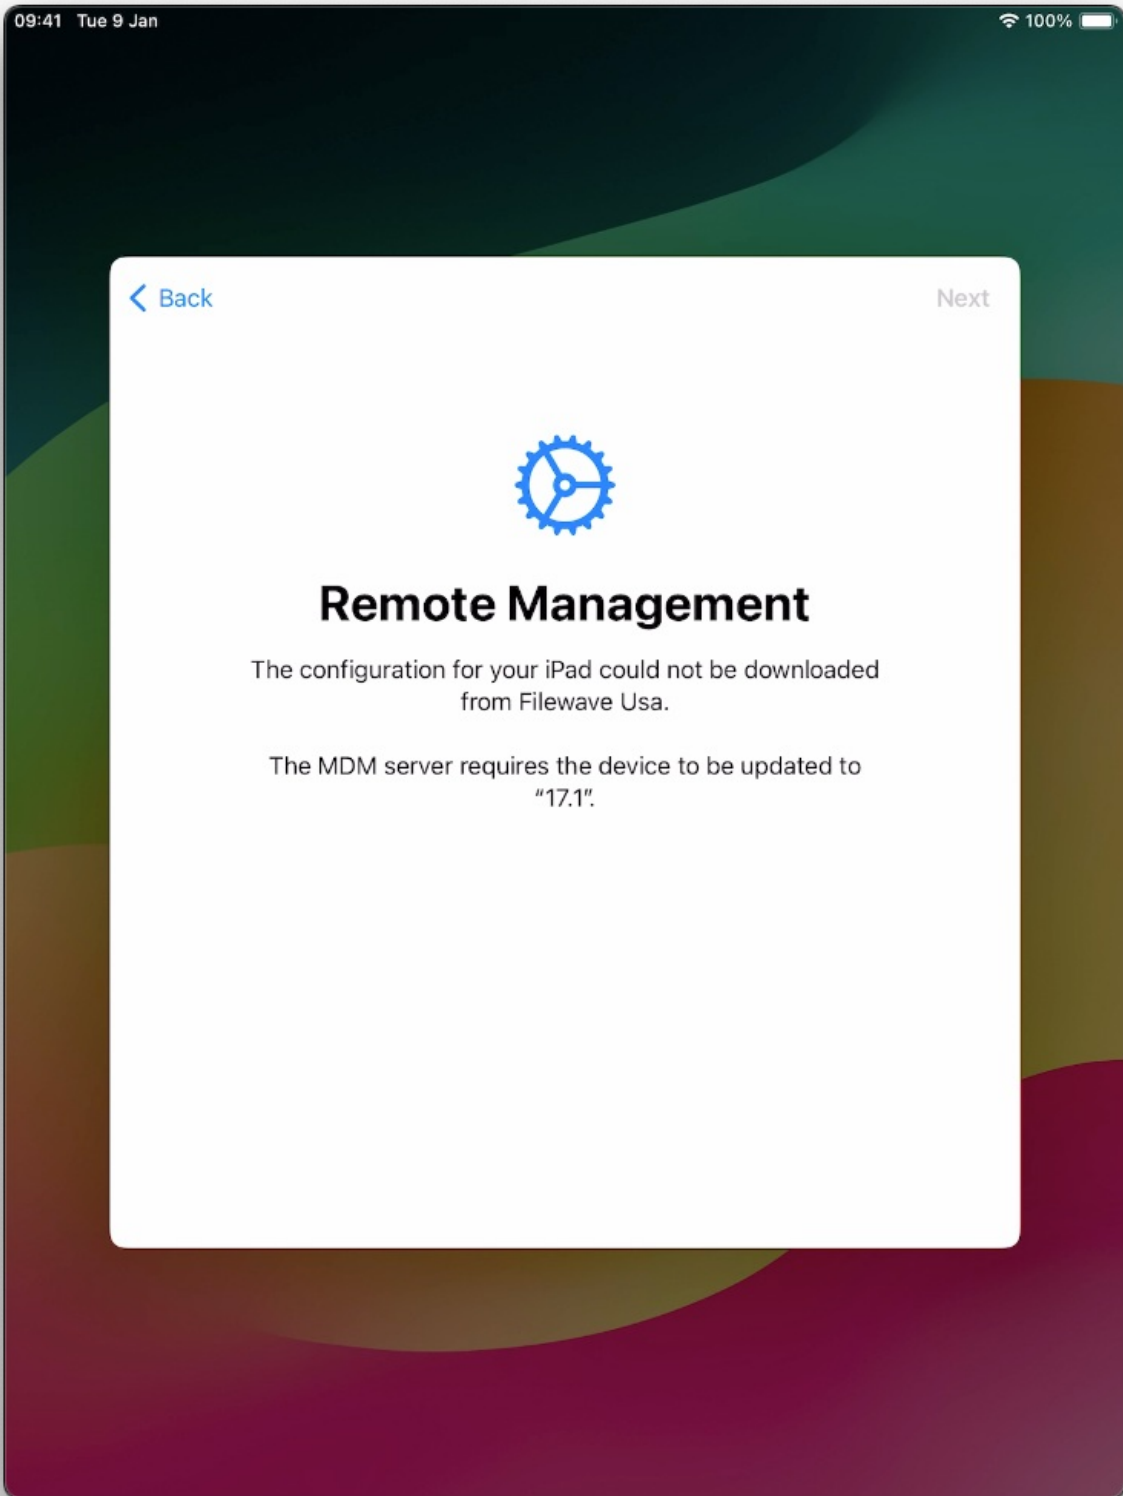 09:41 Tue 9 Jan 100%
Back Next
Remote Management
The configuration for your iPad could not be downloaded
from Filewave Usa.
The MDM server requires the device to be updated to
“17.1”.